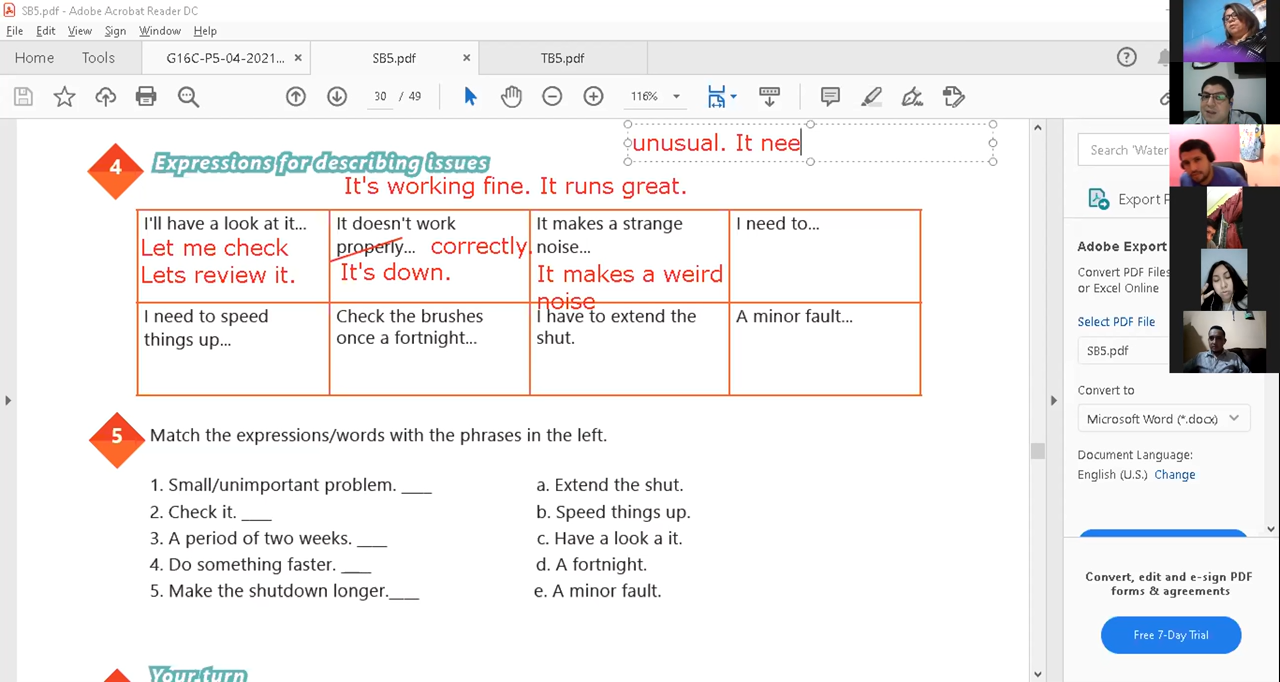 SB5.pdf - Adobe Acrobat Reader DC
File Edit View Sign Window Help
Home Tools G16C-P5-04-2021... × SB5.pdf × TB5.pdf
30 / 49 116%
unusual. It nee
4 Expressions for describing issues
It's working fine. It runs great.
I'll have a look at it... It doesn't work It makes a strange I need to...
Let me check properly... correctly. noise...
Lets review it. It's down. It makes a weird
noise
I need to speed Check the brushes I have to extend the A minor fault...
things up... once a fortnight... shut.
5 Match the expressions/words with the phrases in the left.
1. Small/unimportant problem. ____ a. Extend the shut.
2. Check it. ____ b. Speed things up.
3. A period of two weeks. ____ c. Have a look a it.
4. Do something faster. ____ d. A fortnight.
5. Make the shutdown longer.____ e. A minor fault.
Your turn
Search 'Water
Export P
Adobe Export
Convert PDF Files
or Excel Online
Select PDF File
SB5.pdf
Convert to
Microsoft Word (*.docx)
Document Language:
English (U.S.) Change
Convert, edit and e-sign PDF
forms & agreements
Free 7-Day Trial